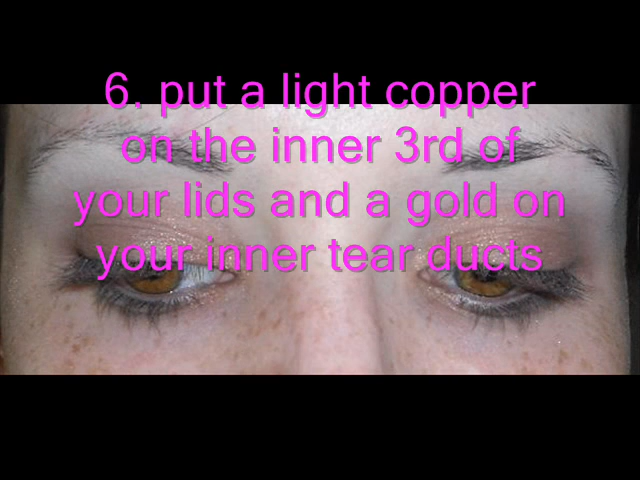 6. put a light copper
on the inner 3rd of
your lids and a gold on
your inner tear ducts